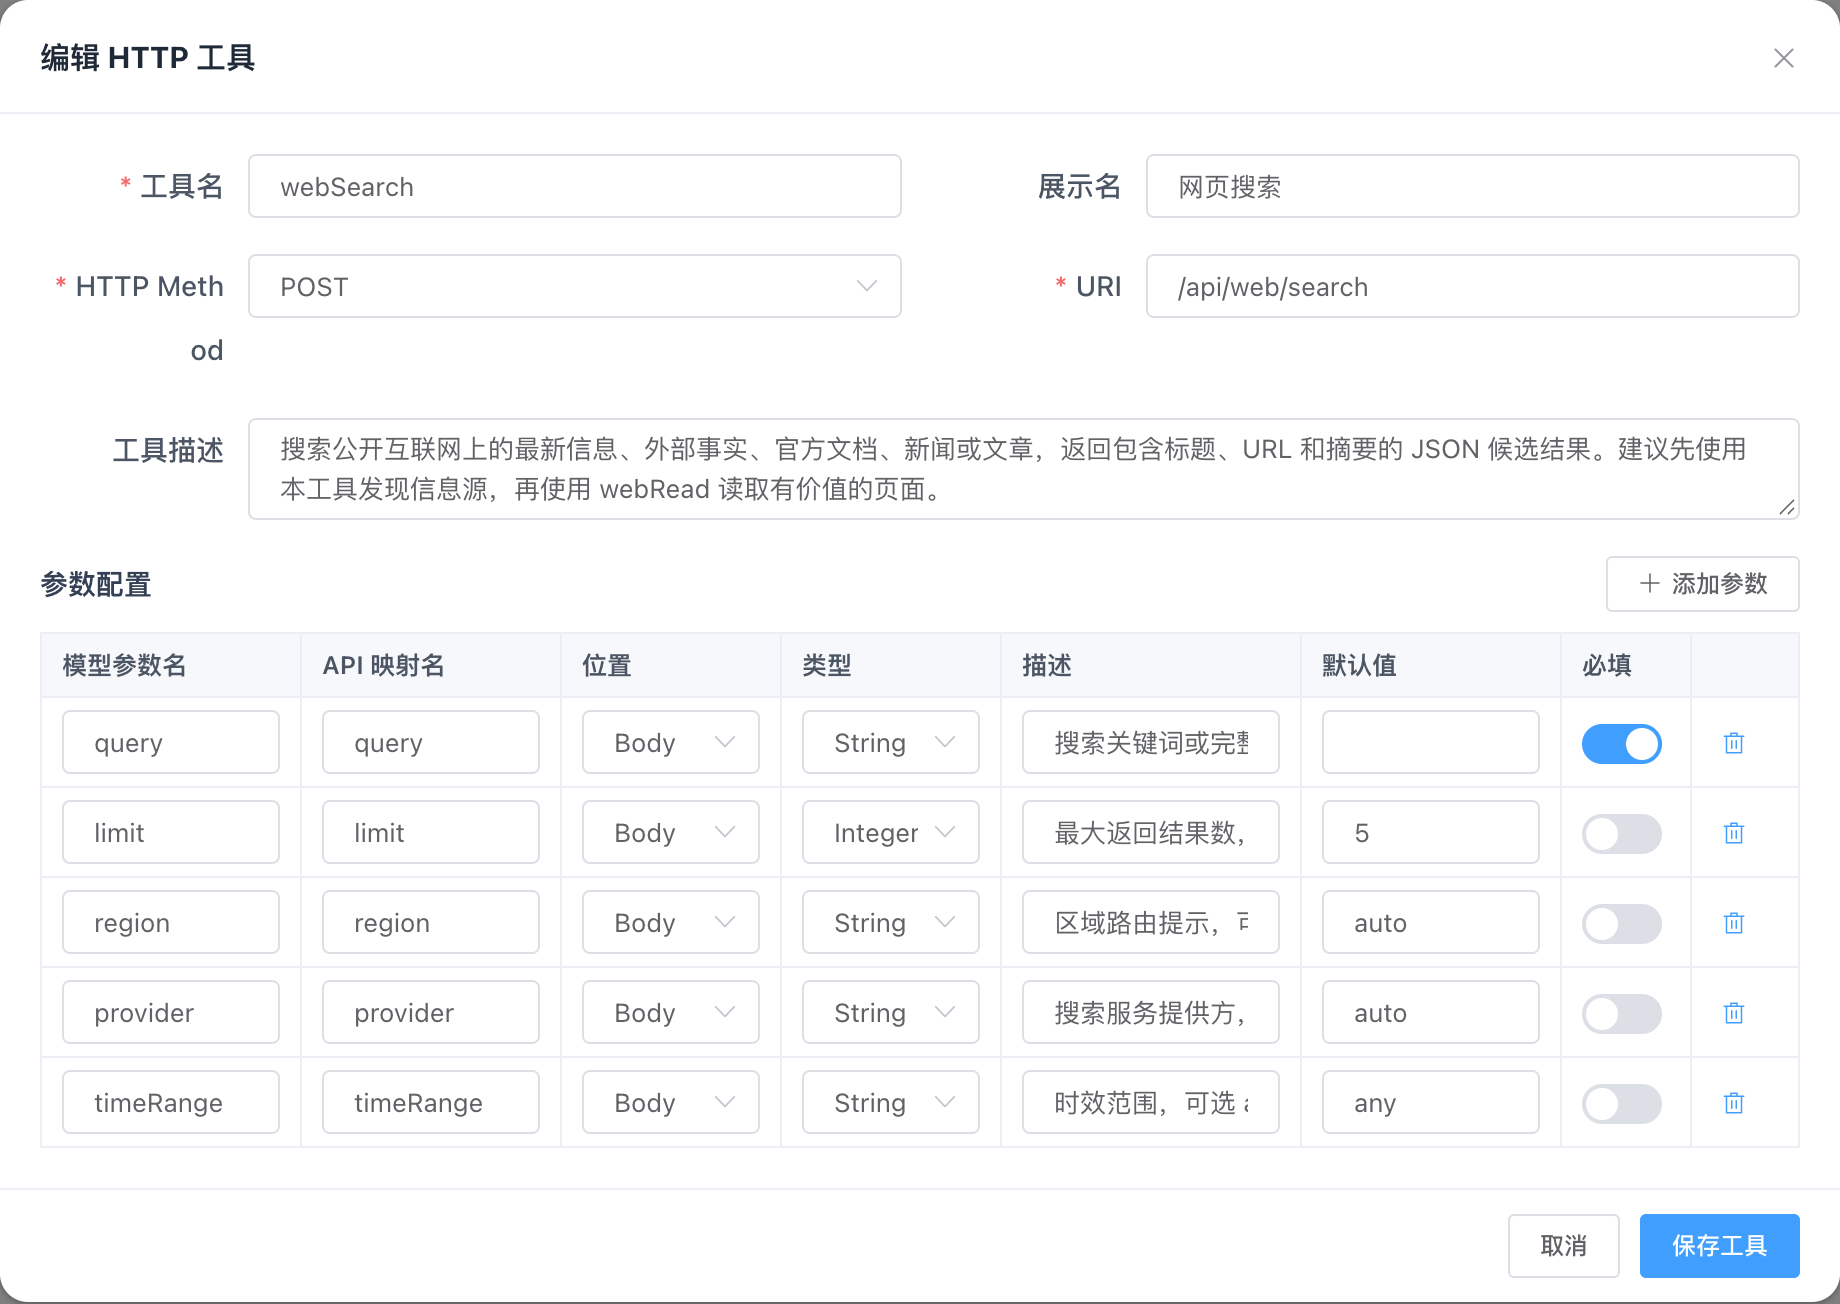 编辑 HTTP 工具
* 工具名 webSearch 展示名 网页搜索
* HTTP Meth POST * URI /api/web/search
od
工具描述 搜索公开互联网上的最新信息、外部事实、官方文档、新闻或文章，返回包含标题、URL 和摘要的 JSON 候选结果。建议先使用
本工具发现信息源，再使用 webRead 读取有价值的页面。
参数配置 添加参数
模型参数名 API 映射名 位置 类型 描述 默认值 必填
query query Body String 搜索关键词或完整
limit limit Body Integer 最大返回结果数， 5
region region Body String 区域路由提示， auto
provider provider Body String 搜索服务提供方， auto
timeRange timeRange Body String 时效范围，可选 any
取消 保存工具